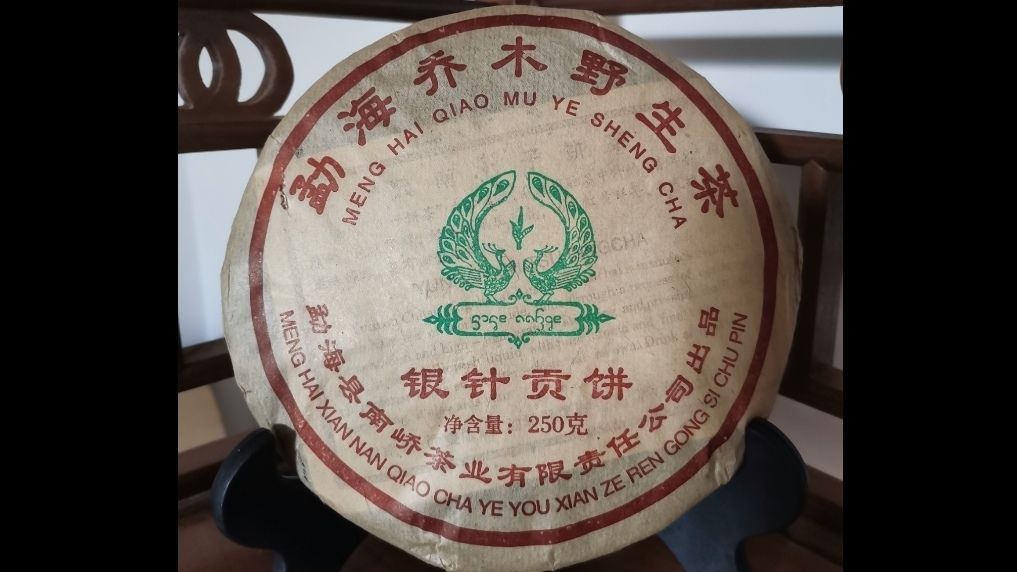 勐海乔木野生茶
MENG HAI QIAO MU YE SHENG CHA
银针贡饼
净含量：250克
勐海县南峤茶业有限责任公司出品
MENG HAI XIAN NAN QIAO CHA YE YOU XIAN ZE REN GONG SI CHU PIN